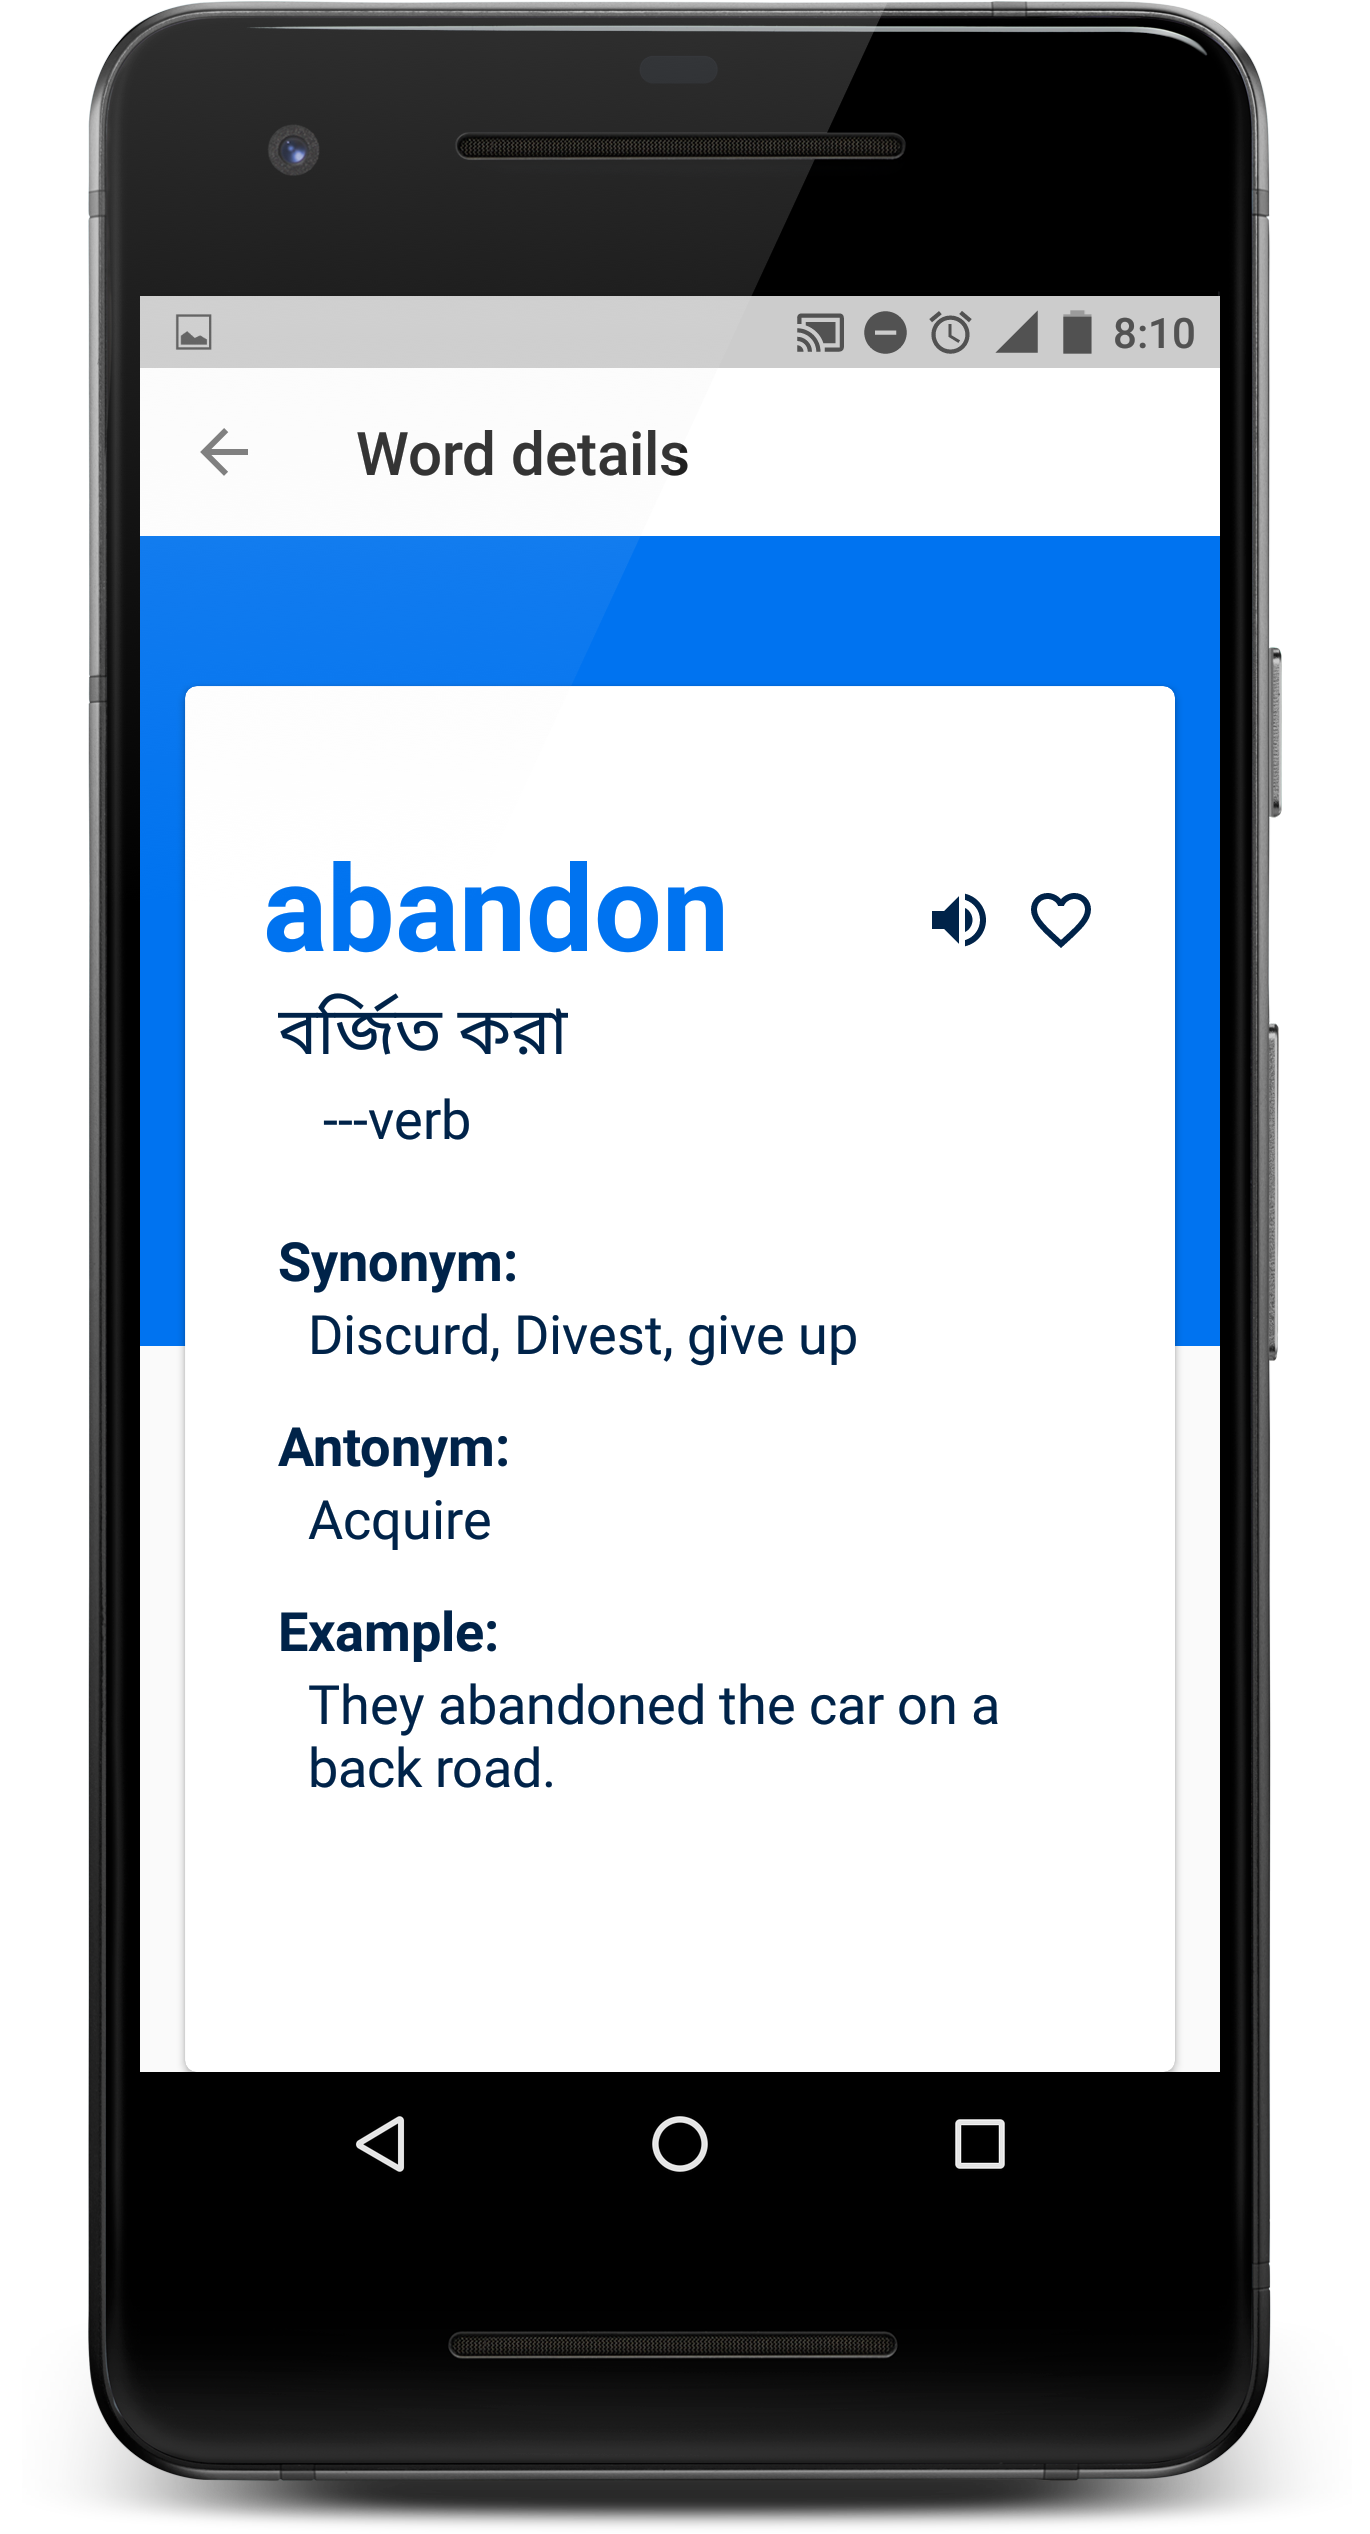 8:10
Word details
abandon
বর্জিত করা
---verb
Synonym:
Discurd, Divest, give up
Antonym:
Acquire
Example:
They abandoned the car on a
back road.